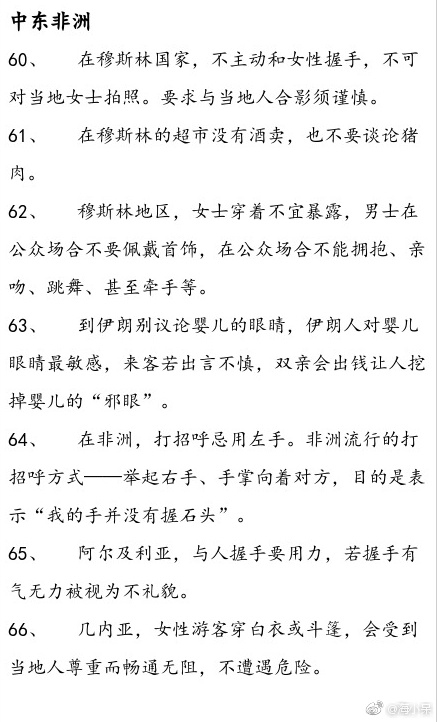 中东非洲
60、 在穆斯林国家，不主动和女性握手，不可
对当地女士拍照。要求与当地人合影须谨慎。
61、 在穆斯林的超市没有酒卖，也不要谈论猪
肉。
62、 穆斯林地区，女士穿着不宜暴露，男士在
公众场合不要佩戴首饰，在公众场合不能拥抱、亲
吻、跳舞、甚至牵手等。
63、 到伊朗别议论婴儿的眼睛，伊朗人对婴儿
眼睛最敏感，来客若出言不慎，双亲会出钱让人挖
掉婴儿的“邪眼”。
64、 在非洲，打招呼忌用左手。非洲流行的打
招呼方式——举起右手、手掌向着对方，目的是表
示“我的手并没有握石头”。
65、 阿尔及利亚，与人握手要用力，若握手有
气无力被视为不礼貌。
66、 几内亚，女性游客穿白衣或斗篷，会受到
当地人尊重而畅通无阻，不遭遇危险。